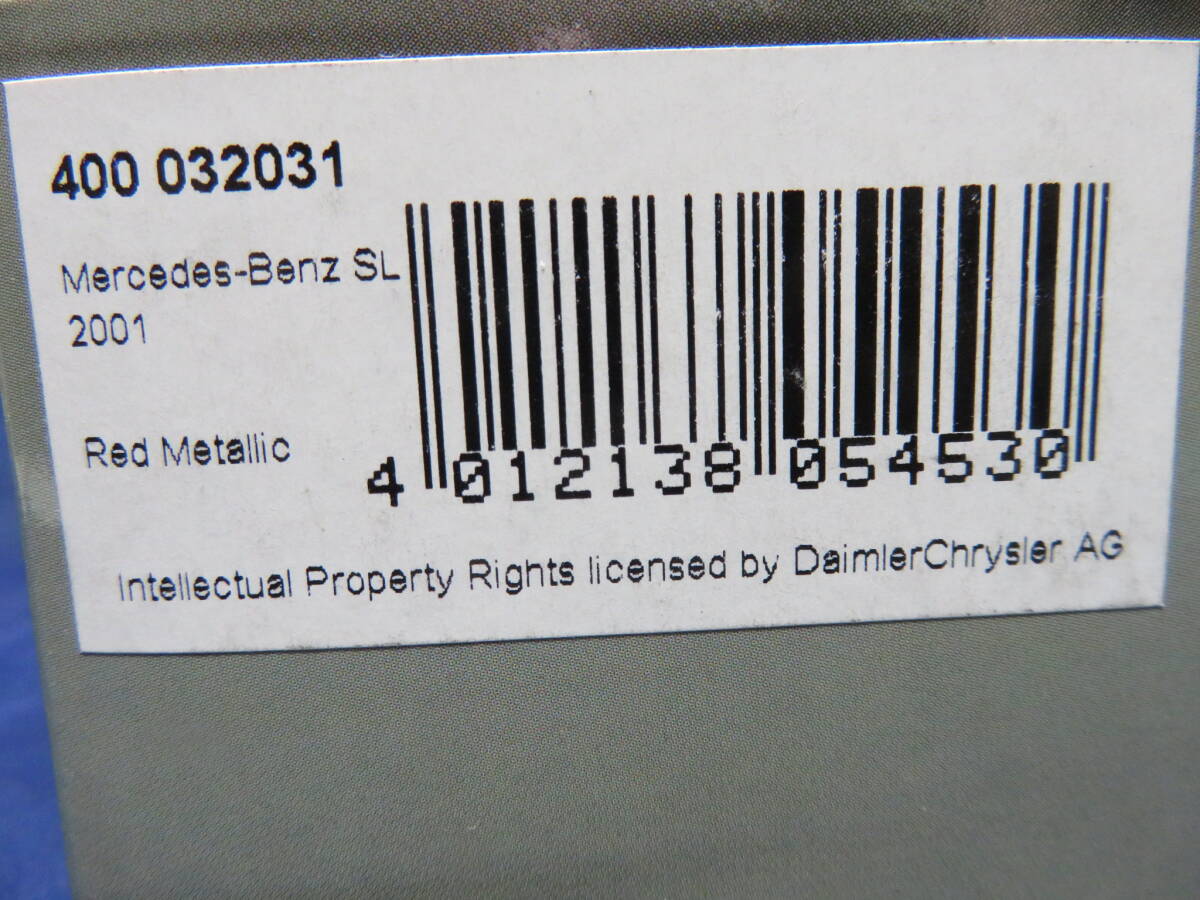 400 032031
Mercedes-Benz SL
2001
Red Metallic
4 012138 054530
Intellectual Property Rights licensed by DaimlerChrysler AG